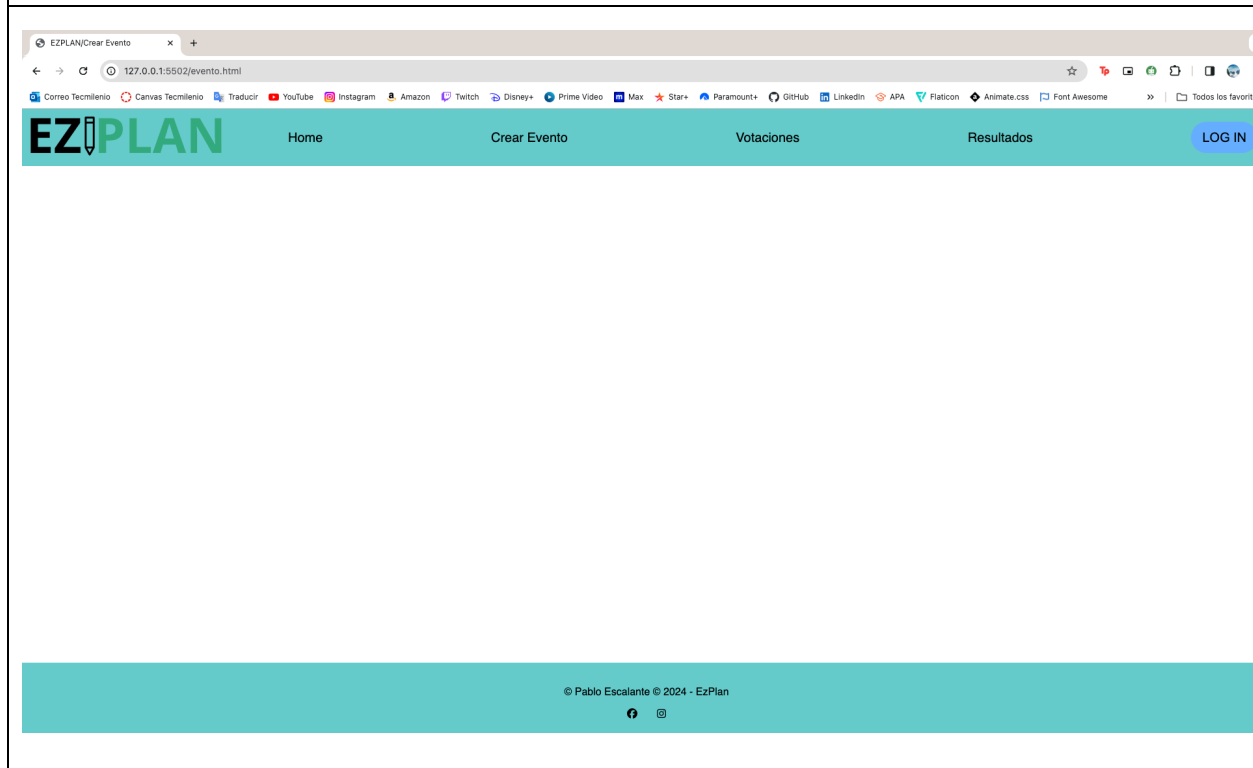 EZPLAN/Crear Evento
127.0.0.1:5502/evento.html
Correo Tecmilenio Canvas Tecmilenio Traducir YouTube Instagram Amazon Twitch Disney+ Prime Video Max Star+ Paramount+ GitHub Linkedin APA Flaticon Animate.css Font Awesome » Todos los favorit
EZPLAN Home Crear Evento Votaciones Resultados LOG IN
© Pablo Escalante © 2024 - EzPlan